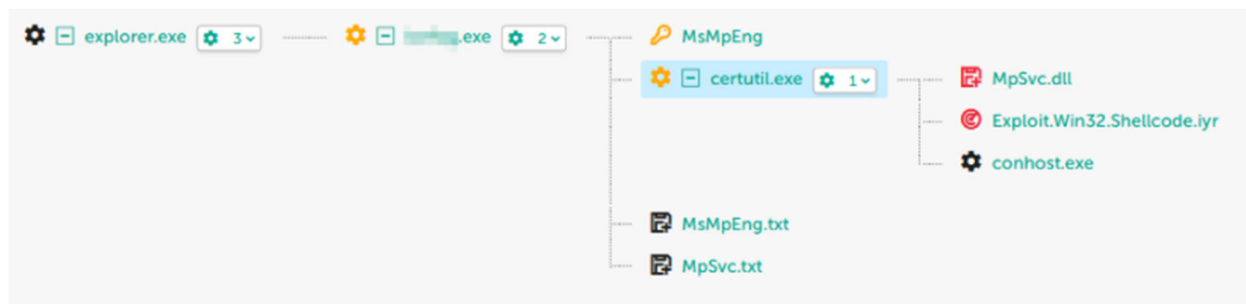 explorer.exe 3 .exe 2 MsMpEng
certutil.exe 1 MpSvc.dll
Exploit.Win32.Shellcode.iyr
conhost.exe
MsMpEng.txt
MpSvc.txt